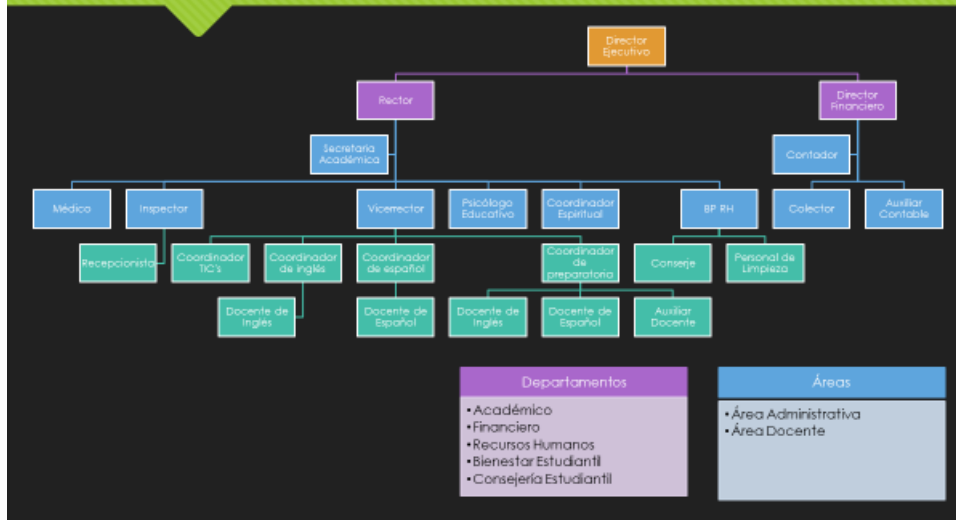 Director
Ejecutivo
Rector
Director
Financiero
Secretaria
Académica
Contador
Médico
Inspector
Vicerrector
Psicólogo
Educativo
Coordinador
Espiritual
BP RH
Colector
Auxiliar
Contable
Recepcionista
Coordinador
TIC's
Coordinador
de inglés
Coordinador
de español
Coordinador
de
preparatoria
Conserje
Personal de
Limpieza
Docente de
Inglés
Docente de
Español
Docente de
Inglés
Docente de
Español
Auxiliar
Docente
Departamentos
•Académico
•Financiero
•Recursos Humanos
•Bienestar Estudiantil
•Consejería Estudiantil
Áreas
•Área Administrativa
•Área Docente